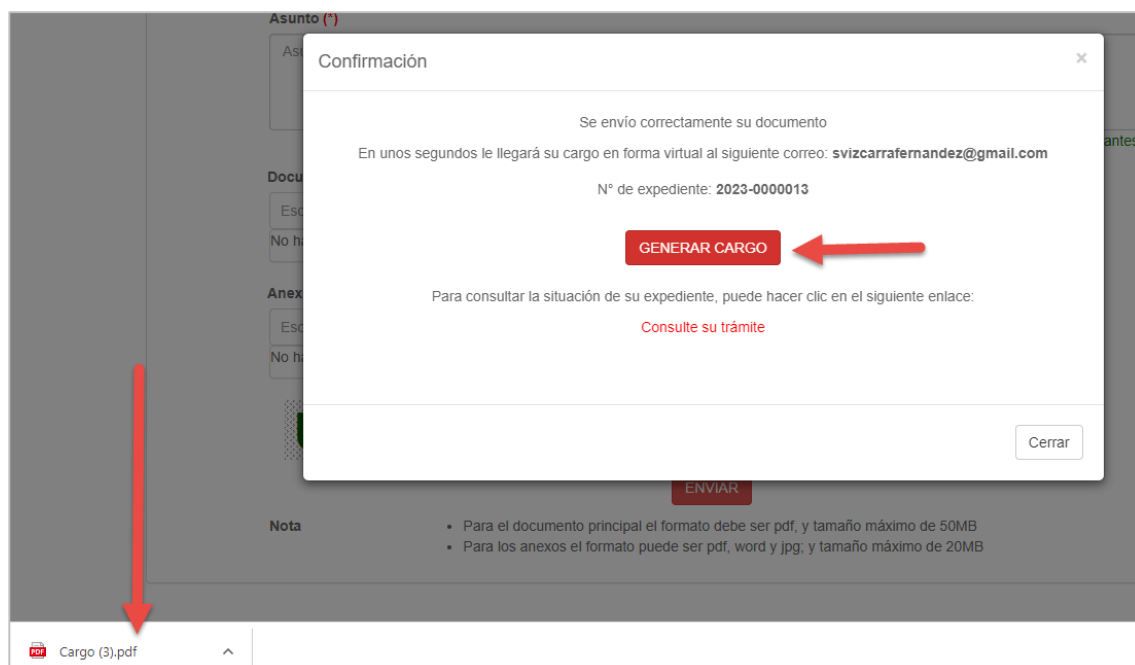 Asunto (*)
Confirmación ×
Se envío correctamente su documento
En unos segundos le llegará su cargo en forma virtual al siguiente correo: svizcarrafernandez@gmail.com
N° de expediente: 2023-0000013
GENERAR CARGO
Para consultar la situación de su expediente, puede hacer clic en el siguiente enlace:
Consulte su trámite
Cerrar
ENVIAR
Nota
• Para el documento principal el formato debe ser pdf, y tamaño máximo de 50MB
• Para los anexos el formato puede ser pdf, word y jpg; y tamaño máximo de 20MB
PDF Cargo (3).pdf